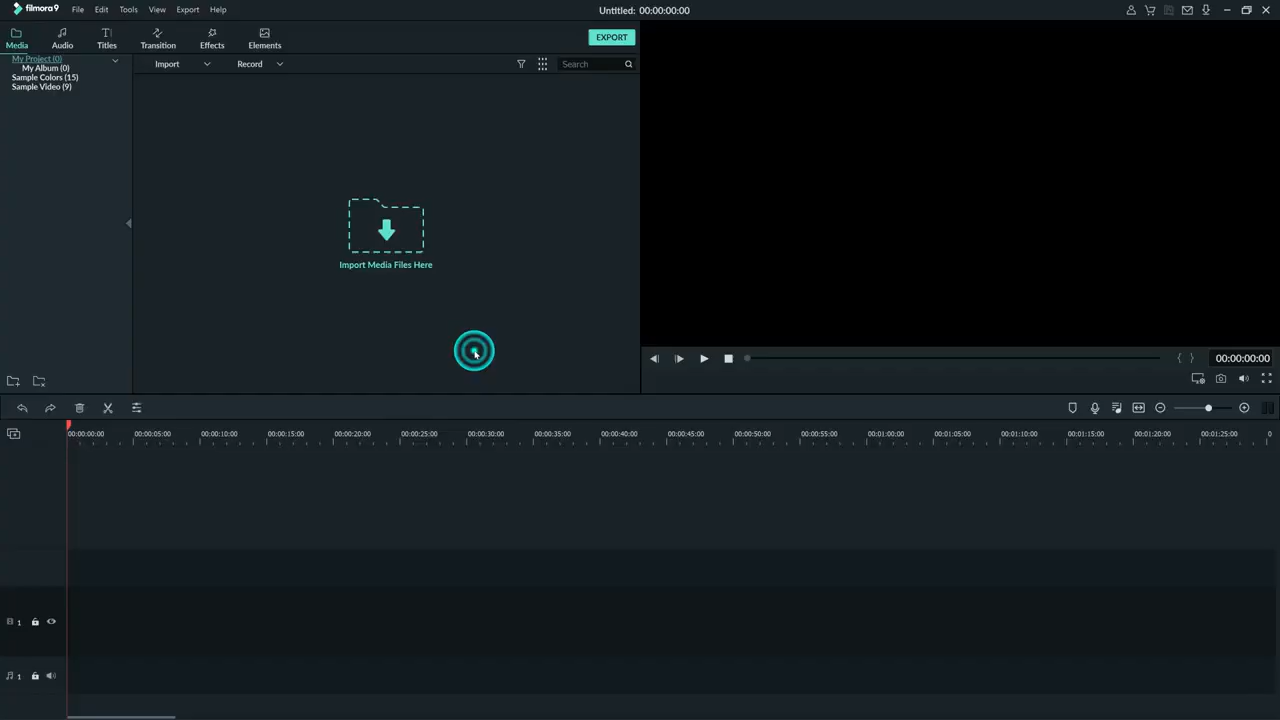 filmora9 File Edit Tools View Export Help Untitled: 00:00:00:00
Media Audio Titles Transition Effects Elements EXPORT
My Project (0)
My Album (0)
Sample Colors (15)
Sample Video (9)
Import Record Search
Import Media Files Here
00:00:00:00
00:00:00:00 00:00:05:00 00:00:10:00 00:00:15:00 00:00:20:00 00:00:25:00 00:00:30:00 00:00:35:00 00:00:40:00 00:00:45:00 00:00:50:00 00:00:55:00 00:01:00:00 00:01:05:00 00:01:10:00 00:01:15:00 00:01:20:00 00:01:25:00 0
1
1